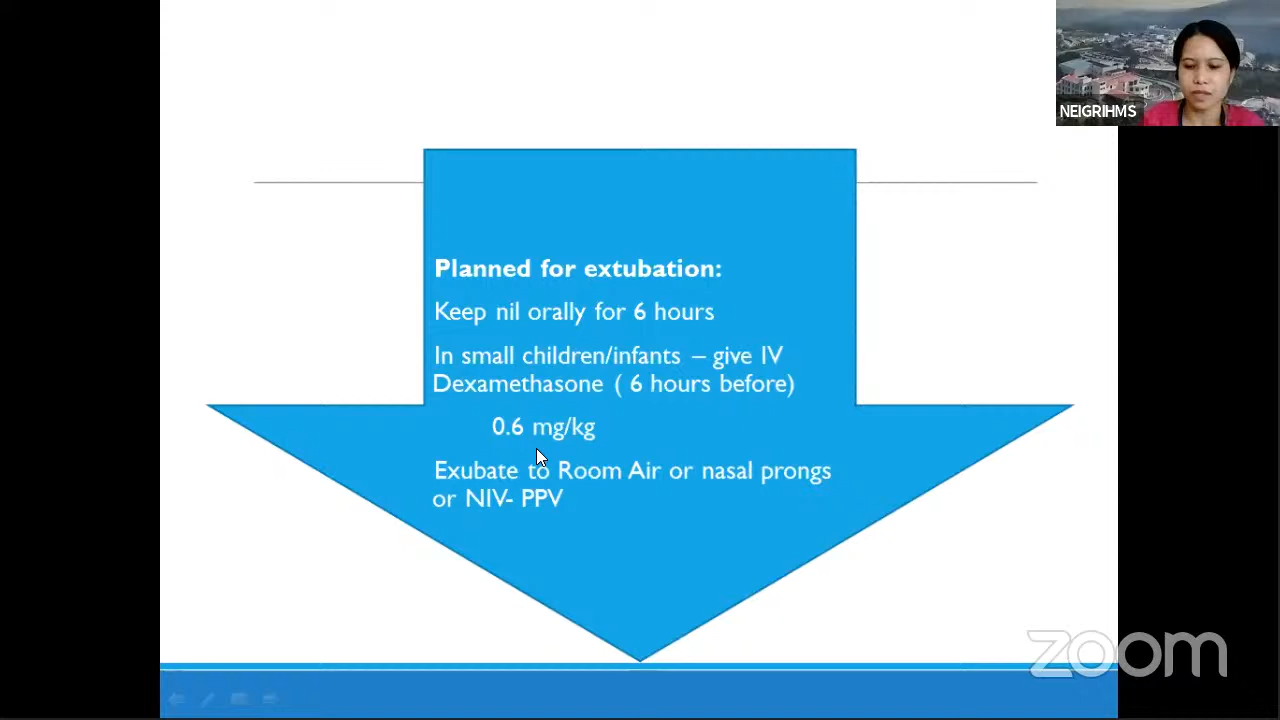 NEIGRIHMS
Planned for extubation:
Keep nil orally for 6 hours
In small children/infants – give IV
Dexamethasone ( 6 hours before)
0.6 mg/kg
Exubate to Room Air or nasal prongs
or NIV- PPV
zoom